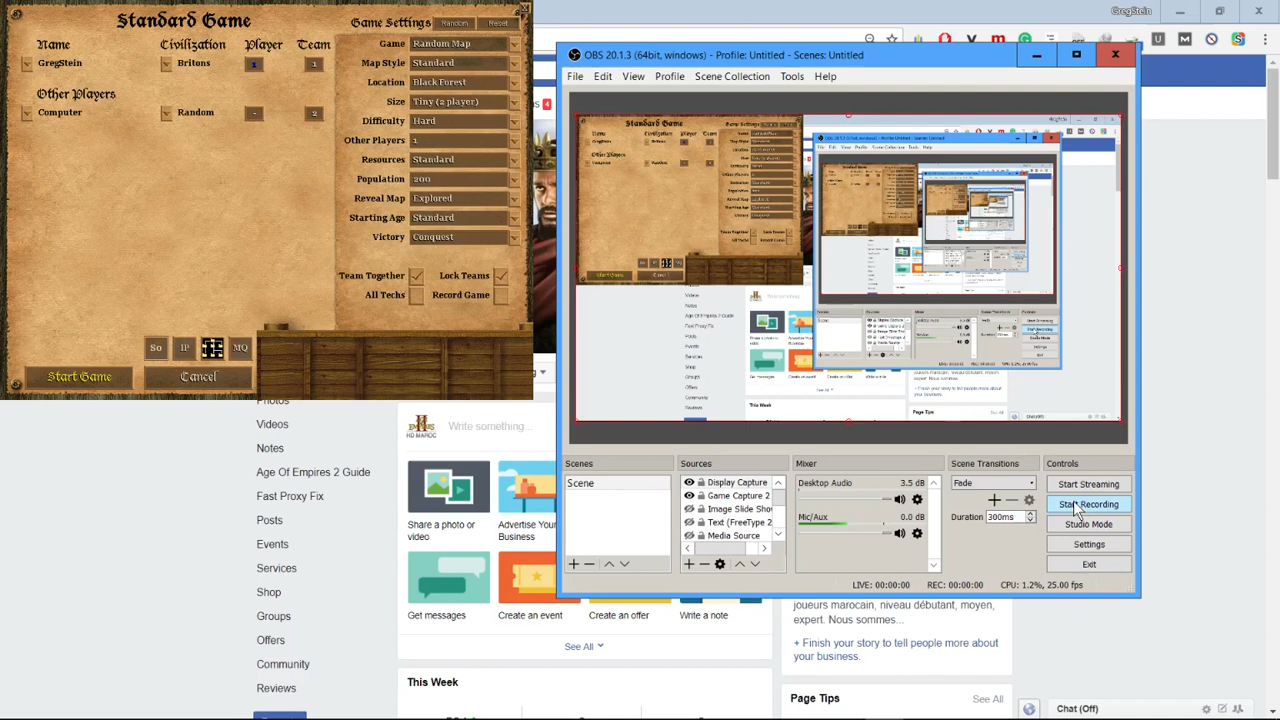 Standard Game
Name Civilization Player Team
GregStein Britons 1 1
Other Players
Computer Random - 2
Game Settings Random Reset
Game Random Map
Map Style Standard
Location Black Forest
Size Tiny (2 player)
Difficulty Hard
Other Players 1
Resources Standard
Population 200
Reveal Map Explored
Starting Age Standard
Victory Conquest
Team Together Lock Teams
All Techs Record Game
So IP MQ
Start Game Cancel
GregStein
OBS 20.1.3 (64bit, windows) - Profile: Untitled - Scenes: Untitled
File Edit View Profile Scene Collection Tools Help
Scenes
Scene
Sources
Display Capture
Game Capture 2
Image Slide Sho
Text (FreeType 2
Media Source
Mixer
Desktop Audio 3.5 dB
Mic/Aux 0.0 dB
Scene Transitions
Fade
Duration 300ms
Controls
Start Streaming
Start Recording
Studio Mode
Settings
Exit
LIVE: 00:00:00 REC: 00:00:00 CPU: 1.2%, 25.00 fps
Photos
Videos
Notes
Age Of Empires 2 Guide
Fast Proxy Fix
Posts
Events
Services
Shop
Groups
Offers
Community
Reviews
HD MAROC
Write something...
Share a photo or
video
Advertise Your
Business
Get messages
Create an event
Create an offer
Write a note
See All
This Week
joueurs marocain, niveau débutant, moyen,
expert. Nous sommes...
+ Finish your story to tell people more about
your business.
Page Tips See All
Chat (Off)